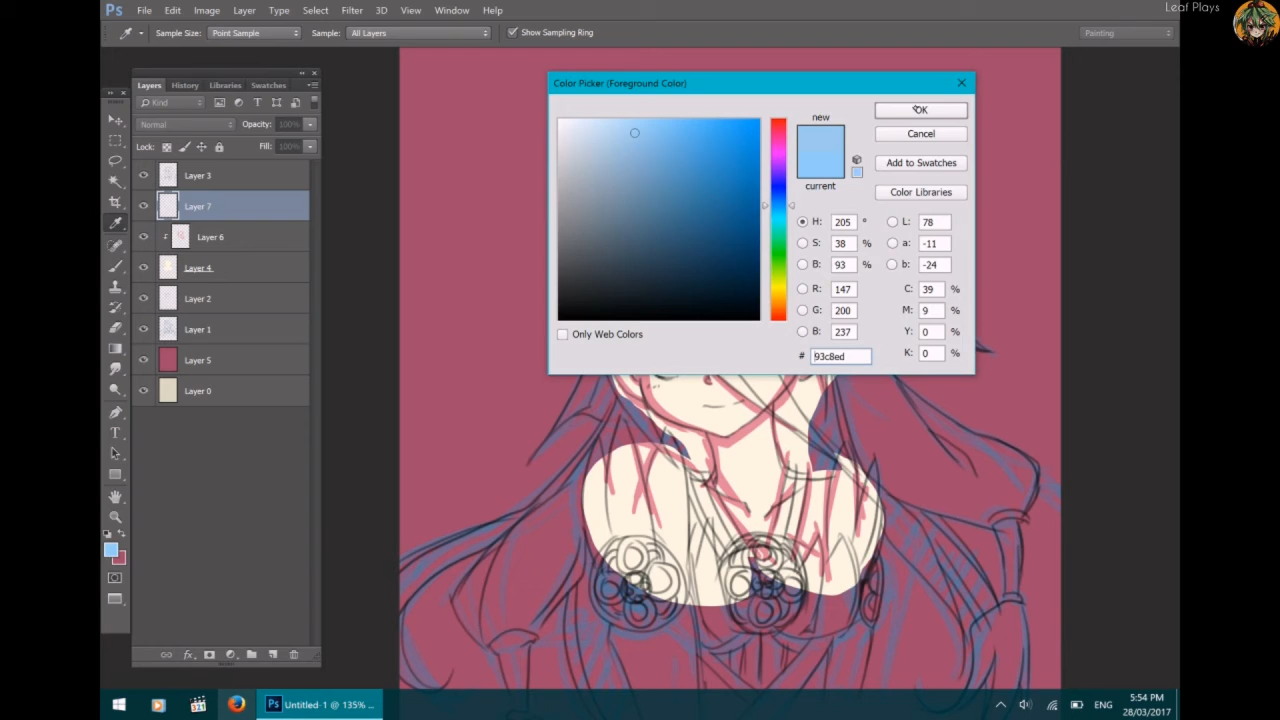 Leaf Plays
Ps File Edit Image Layer Type Select Filter 3D View Window Help
Sample Size: Point Sample Sample: All Layers Show Sampling Ring Painting
Layers History Libraries Swatches
Kind
Normal Opacity: 100%
Lock: Fill: 100%
Layer 3
Layer 7
Layer 6
Layer 4
Layer 2
Layer 1
Layer 5
Layer 0
fx
Color Picker (Foreground Color)
new
current
OK
Cancel
Add to Swatches
Color Libraries
H: 205 ° L: 78
S: 38 % a: -11
B: 93 % b: -24
R: 147 C: 39 %
G: 200 M: 9 %
B: 237 Y: 0 %
# 93c8ed K: 0 %
Only Web Colors
Ps Untitled-1 @ 135% ...
ENG
5:54 PM
28/03/2017